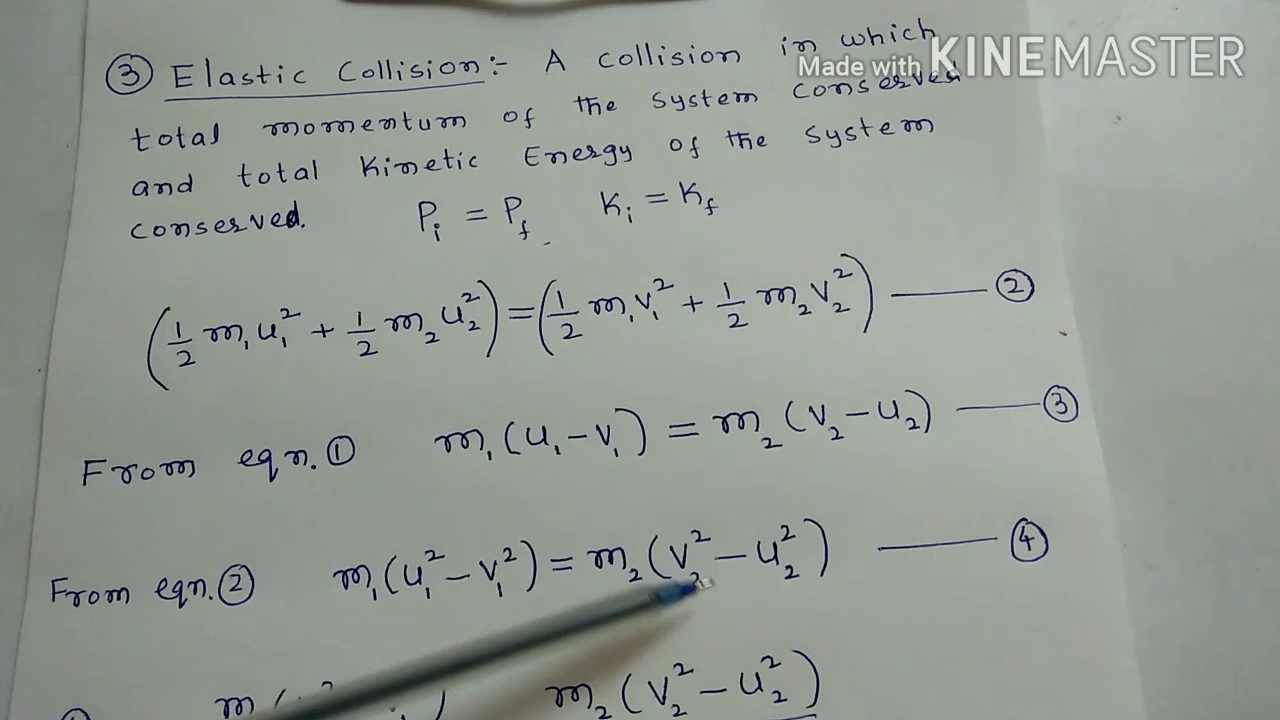 ③ Elastic Collision:- A collision in which
Made with KINEMASTER
total momentum of the system conserved
and total Kinetic Energy of the system
conserved. Pᵢ = P_f Kᵢ = K_f
(½ m₁u₁² + ½ m₂u₂²) = (½ m₁v₁² + ½ m₂v₂²) —— ②
From eqn.① m₁(u₁ − v₁) = m₂(v₂ − u₂) —— ③
From eqn.② m₁(u₁² − v₁²) = m₂(v₂² − u₂²) —— ④
m₂(v₂² − u₂²)